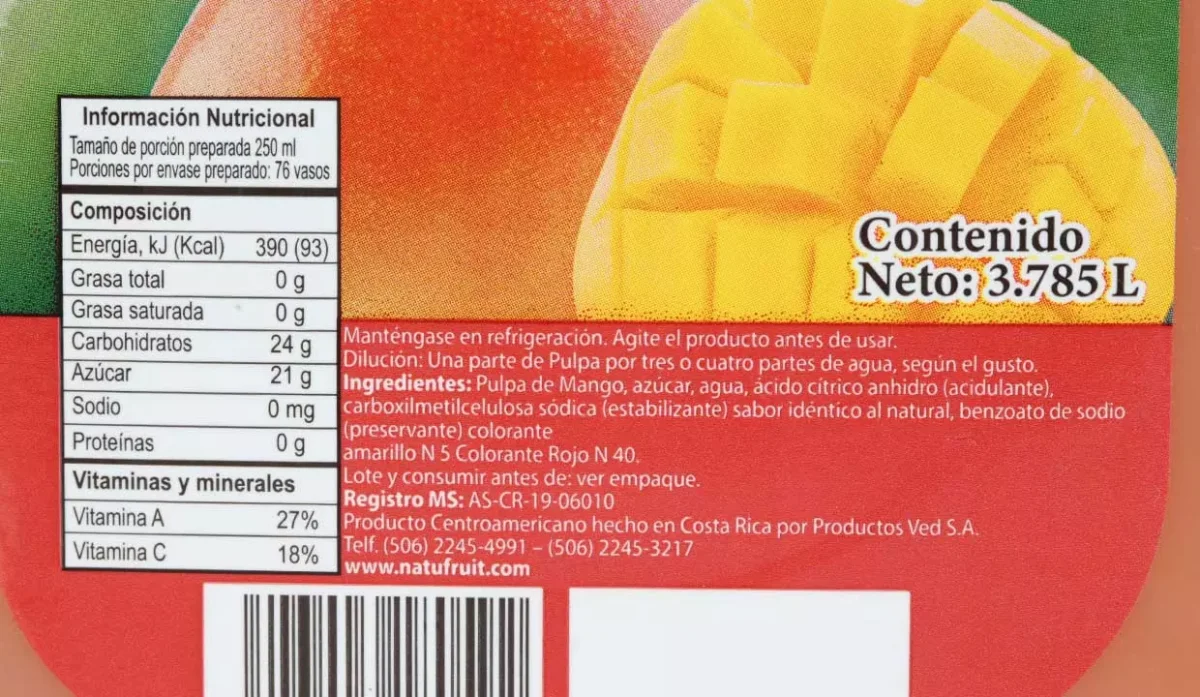 Información Nutricional
Tamaño de porción preparada 250 ml
Porciones por envase preparado: 76 vasos
Composición
Energía, kJ (Kcal) 390 (93)
Grasa total 0 g
Grasa saturada 0 g
Carbohidratos 24 g
Azúcar 21 g
Sodio 0 mg
Proteínas 0 g
Vitaminas y minerales
Vitamina A 27%
Vitamina C 18%
Contenido
Neto: 3.785 L
Manténgase en refrigeración. Agite el producto antes de usar.
Dilución: Una parte de Pulpa por tres o cuatro partes de agua, según el gusto.
Ingredientes: Pulpa de Mango, azúcar, agua, ácido cítrico anhidro (acidulante),
carboxilmetilcelulosa sódica (estabilizante) sabor idéntico al natural, benzoato de sodio
(preservante) colorante
amarillo N 5 Colorante Rojo N 40.
Lote y consumir antes de: ver empaque.
Registro MS: AS-CR-19-06010
Producto Centroamericano hecho en Costa Rica por Productos Ved S.A.
Telf. (506) 2245-4991 – (506) 2245-3217
www.natufruit.com